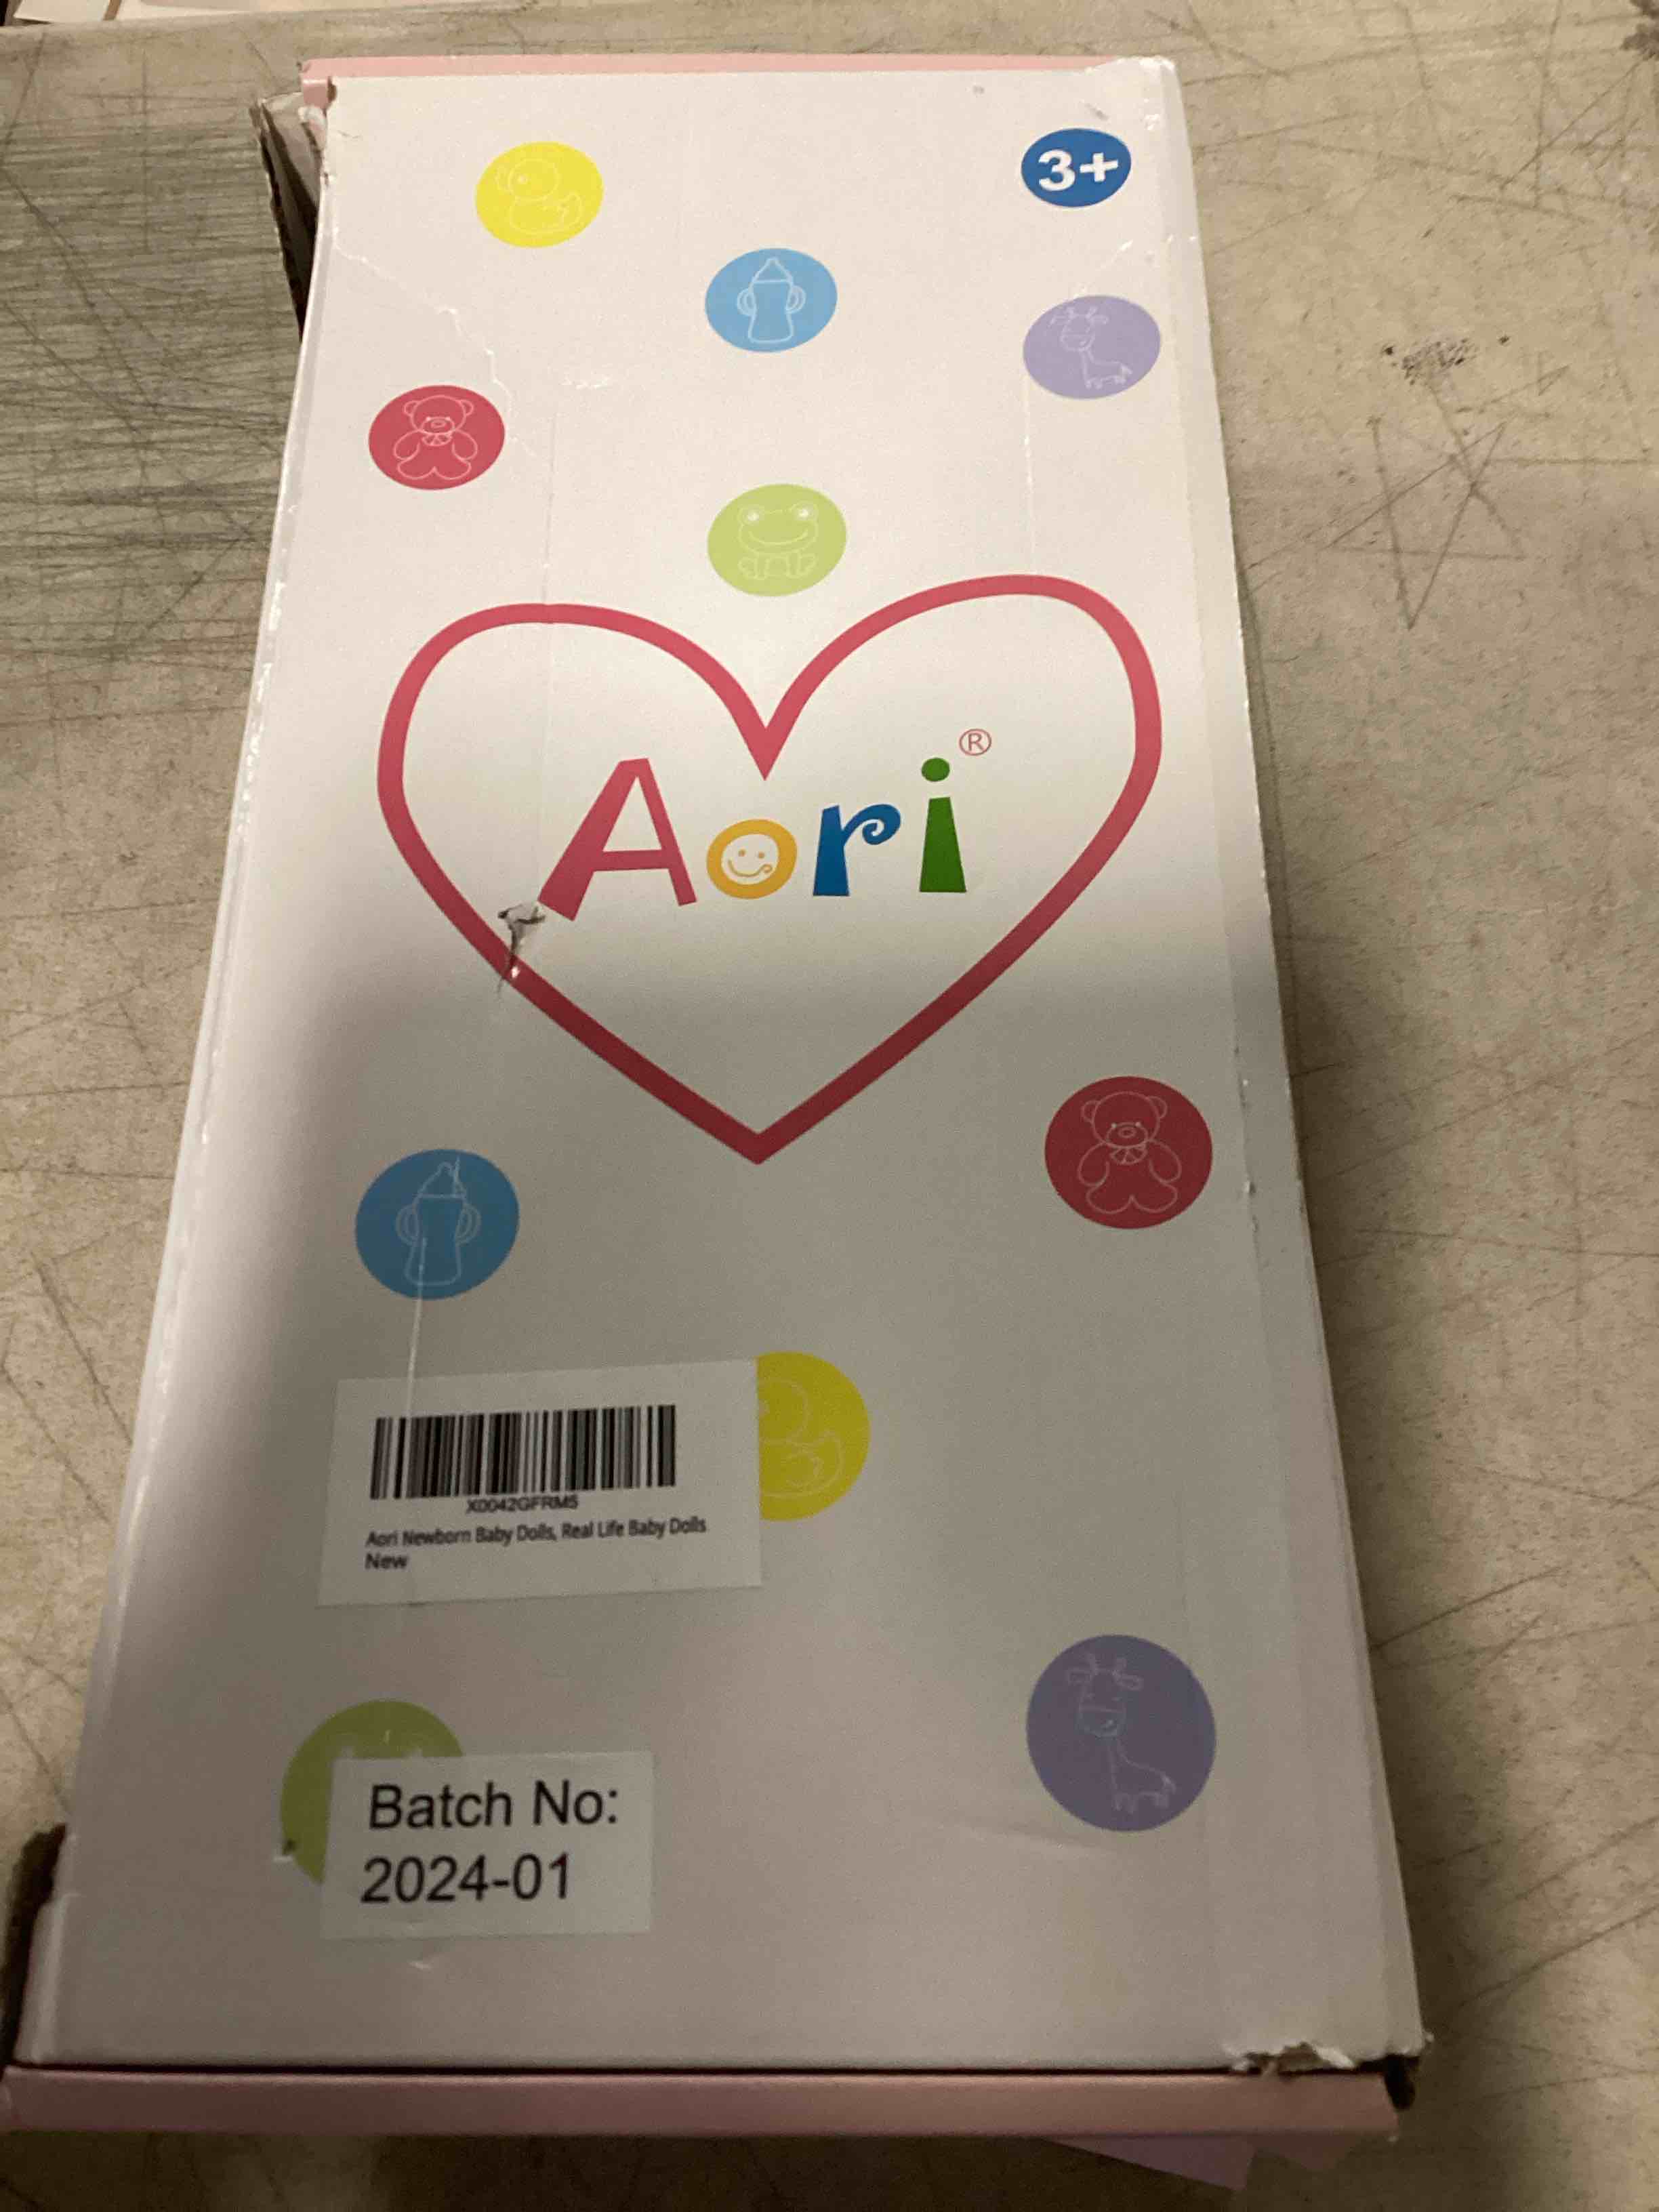 3+
Aori®
X0042GFRM5
Aori Newborn Baby Dolls, Real Life Baby Dolls
New
Batch No:
2024-01